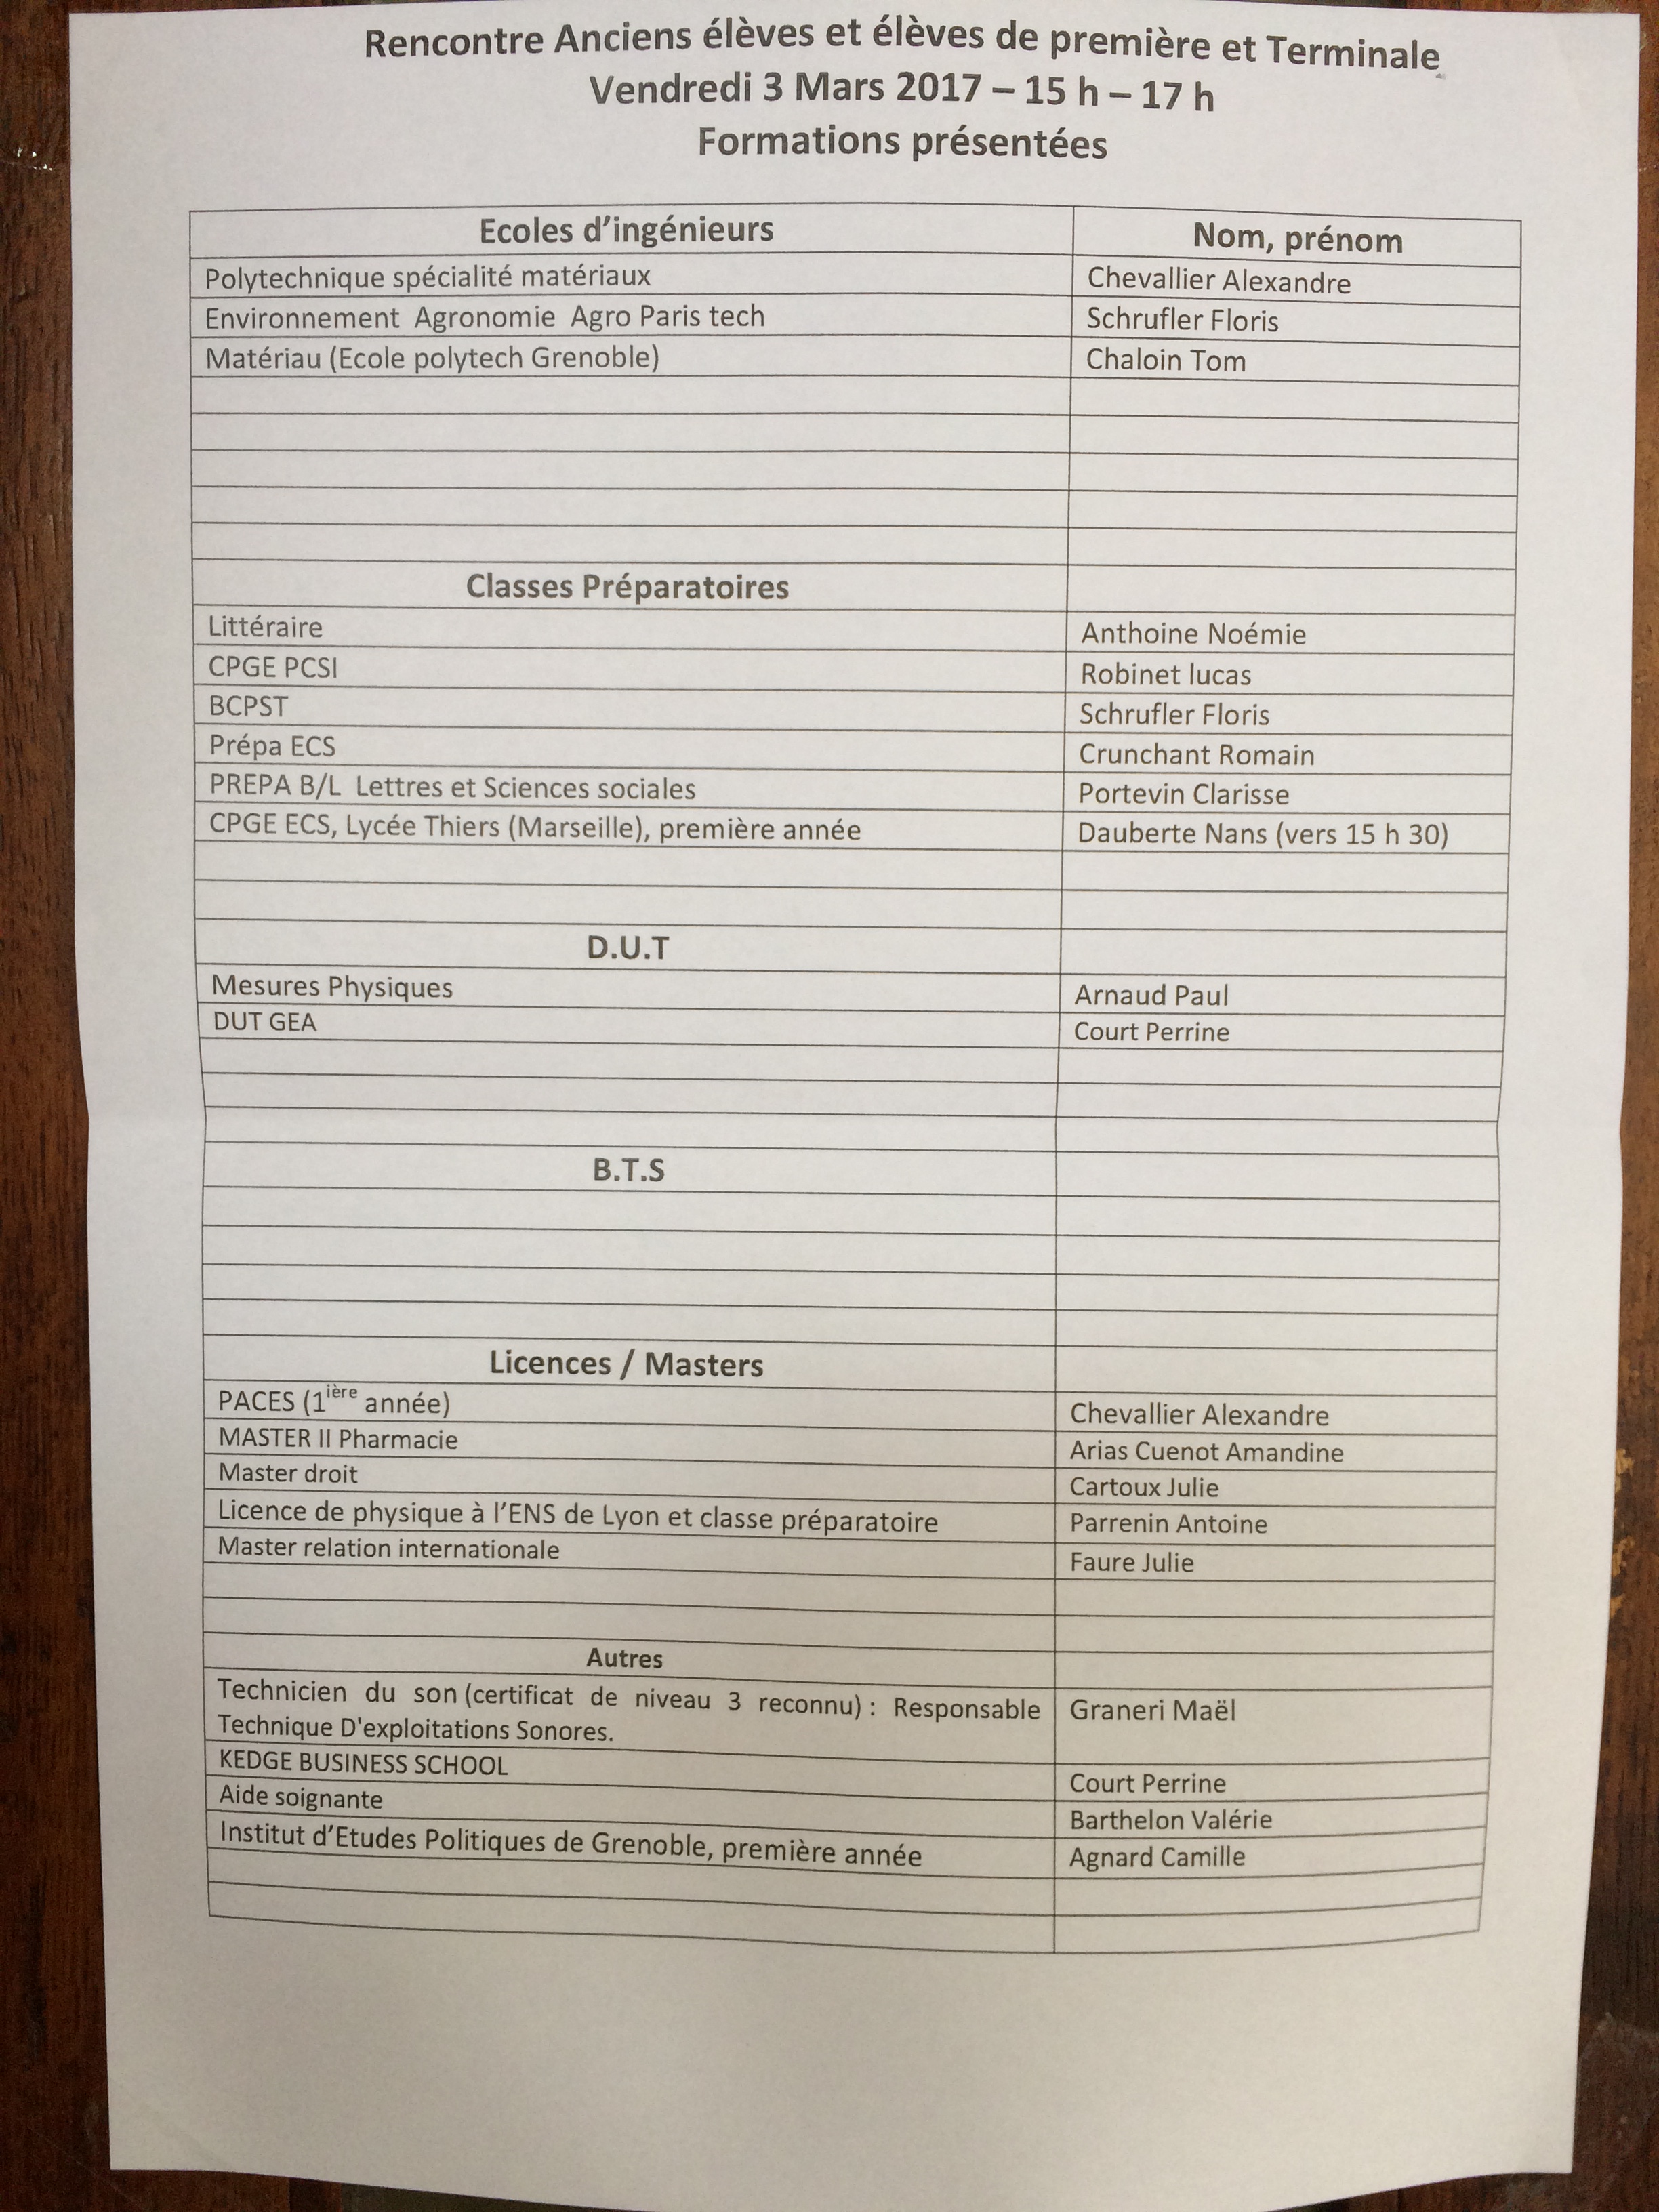 Rencontre Anciens élèves et élèves de première et Terminale
Vendredi 3 Mars 2017 – 15 h – 17 h
Formations présentées
Ecoles d'ingénieurs Nom, prénom
Polytechnique spécialité matériaux Chevallier Alexandre
Environnement Agronomie Agro Paris tech Schrufler Floris
Matériau (Ecole polytech Grenoble) Chaloin Tom
Classes Préparatoires
Littéraire Anthoine Noémie
CPGE PCSI Robinet lucas
BCPST Schrufler Floris
Prépa ECS Crunchant Romain
PREPA B/L Lettres et Sciences sociales Portevin Clarisse
CPGE ECS, Lycée Thiers (Marseille), première année Dauberte Nans (vers 15 h 30)
D.U.T
Mesures Physiques Arnaud Paul
DUT GEA Court Perrine
B.T.S
Licences / Masters
PACES (1ière année) Chevallier Alexandre
MASTER II Pharmacie Arias Cuenot Amandine
Master droit Cartoux Julie
Licence de physique à l'ENS de Lyon et classe préparatoire Parrenin Antoine
Master relation internationale Faure Julie
Autres
Technicien du son (certificat de niveau 3 reconnu) : Responsable Graneri Maël
Technique D'exploitations Sonores.
KEDGE BUSINESS SCHOOL Court Perrine
Aide soignante Barthelon Valérie
Institut d'Etudes Politiques de Grenoble, première année Agnard Camille